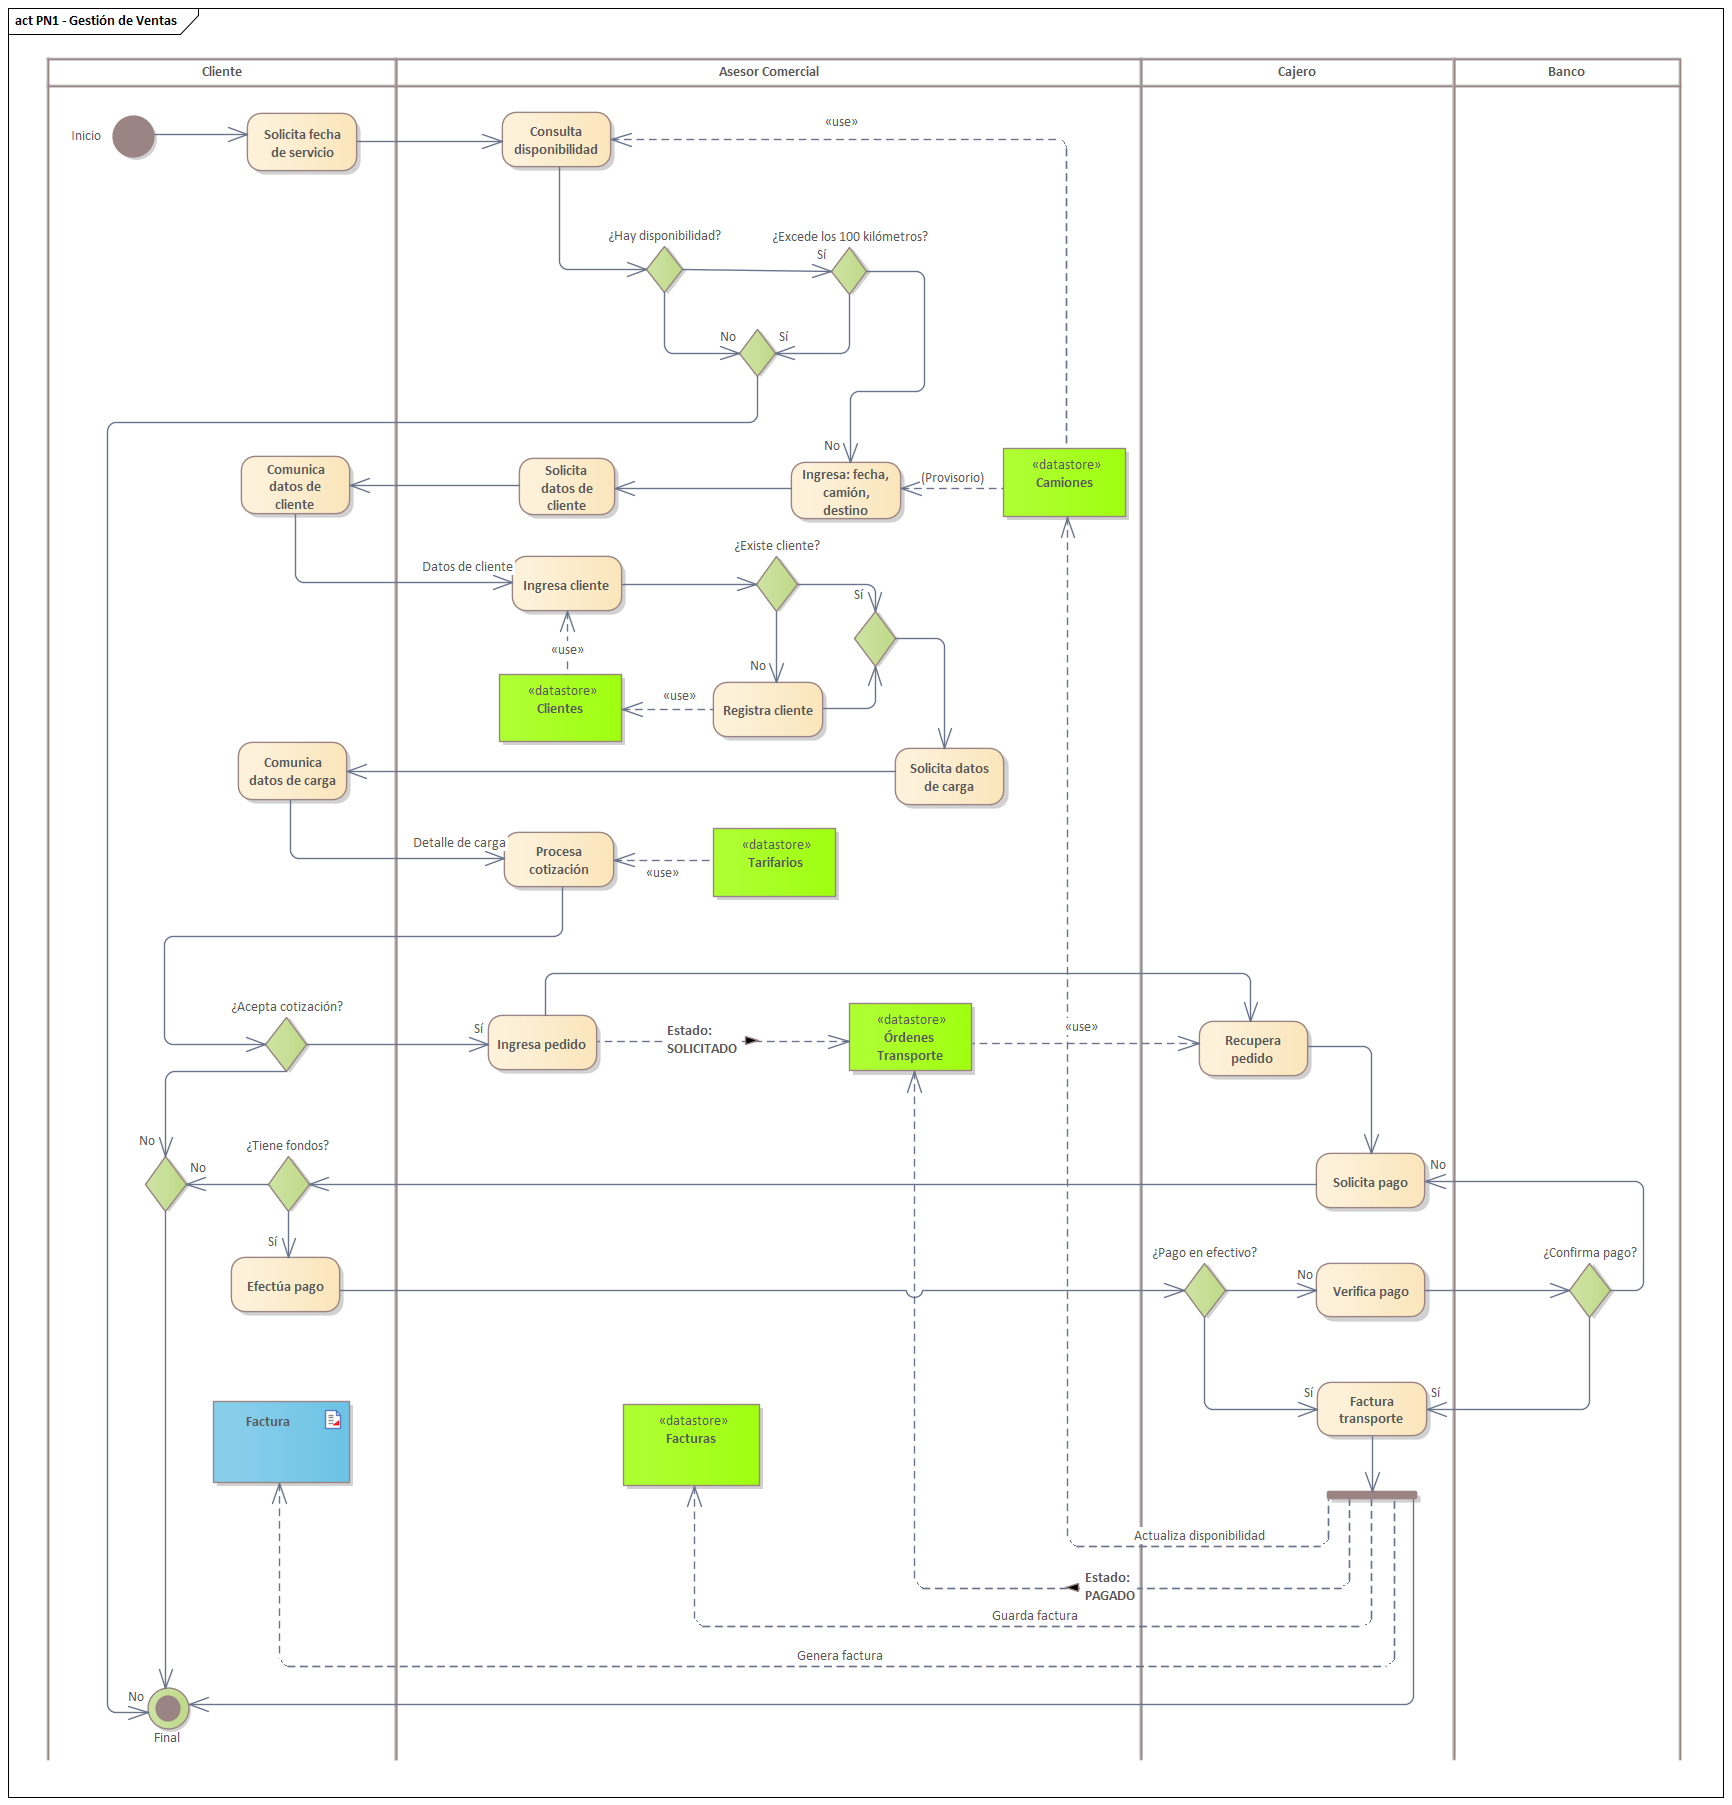 act PN1 - Gestión de Ventas
Cliente
Asesor Comercial
Cajero
Banco
Inicio
Solicita fecha
de servicio
Consulta
disponibilidad
«use»
¿Hay disponibilidad?
¿Excede los 100 kilómetros?
Sí
No
Sí
No
Comunica
datos de
cliente
Solicita
datos de
cliente
Ingresa: fecha,
camión,
destino
(Provisorio)
«datastore»
Camiones
Datos de cliente
Ingresa cliente
¿Existe cliente?
Sí
«use»
No
«datastore»
Clientes
«use»
Registra cliente
Comunica
datos de carga
Solicita datos
de carga
Detalle de carga
Procesa
cotización
«use»
«datastore»
Tarifarios
¿Acepta cotización?
Sí
Ingresa pedido
Estado:
SOLICITADO
«datastore»
Órdenes
Transporte
«use»
Recupera
pedido
No
¿Tiene fondos?
No
Solicita pago
No
Sí
Efectúa pago
¿Pago en efectivo?
No
Verifica pago
¿Confirma pago?
Factura
«datastore»
Facturas
Sí
Factura
transporte
Sí
Actualiza disponibilidad
Estado:
PAGADO
Guarda factura
Genera factura
No
Final